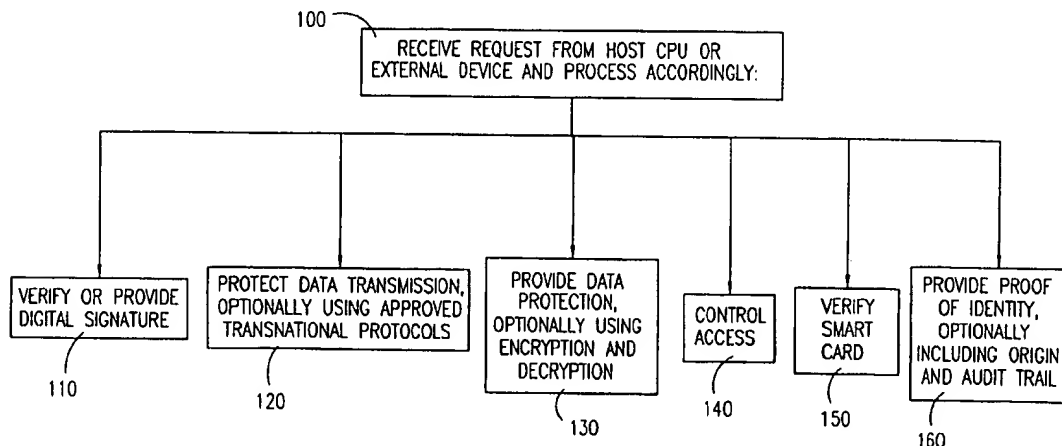 100
RECEIVE REQUEST FROM HOST CPU OR
EXTERNAL DEVICE AND PROCESS ACCORDINGLY:
VERIFY OR PROVIDE
DIGITAL SIGNATURE
110
PROTECT DATA TRANSMISSION,
OPTIONALLY USING APPROVED
TRANSNATIONAL PROTOCOLS
120
PROVIDE DATA
PROTECTION,
OPTIONALLY USING
ENCRYPTION AND
DECRYPTION
130
CONTROL
ACCESS
140
VERIFY
SMART
CARD
150
PROVIDE PROOF
OF IDENTITY,
OPTIONALLY
INCLUDING ORIGIN
AND AUDIT TRAIL
160